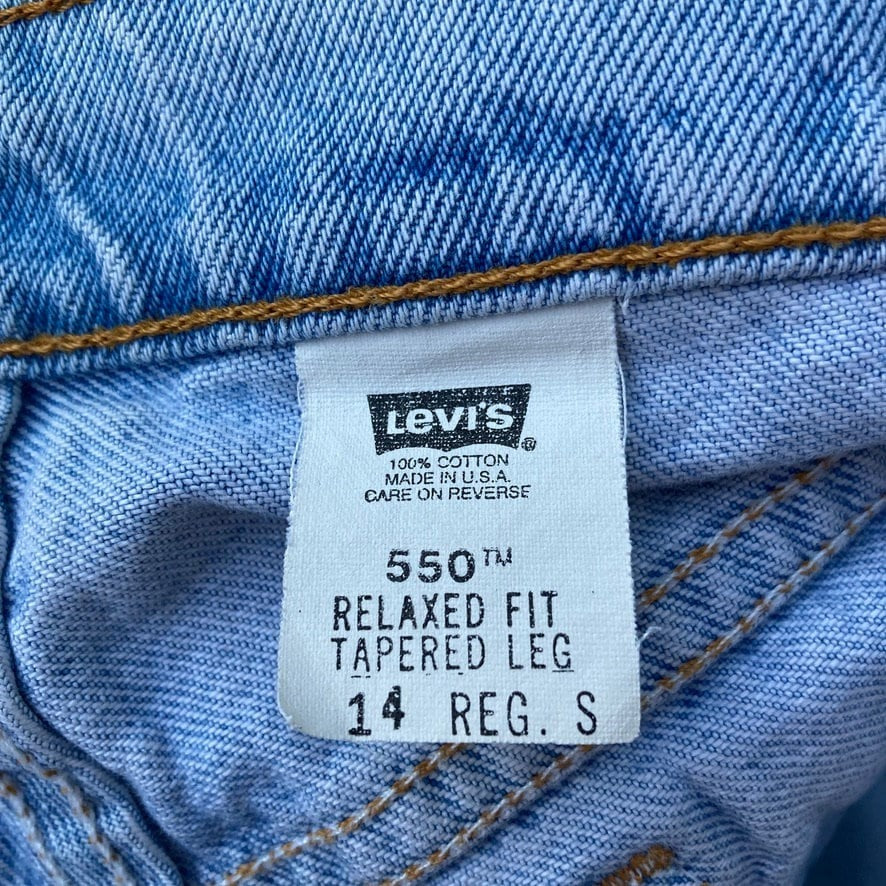 Levi's®
100% COTTON
MADE IN U.S.A.
CARE ON REVERSE
550™
RELAXED FIT
TAPERED LEG
14 REG. S